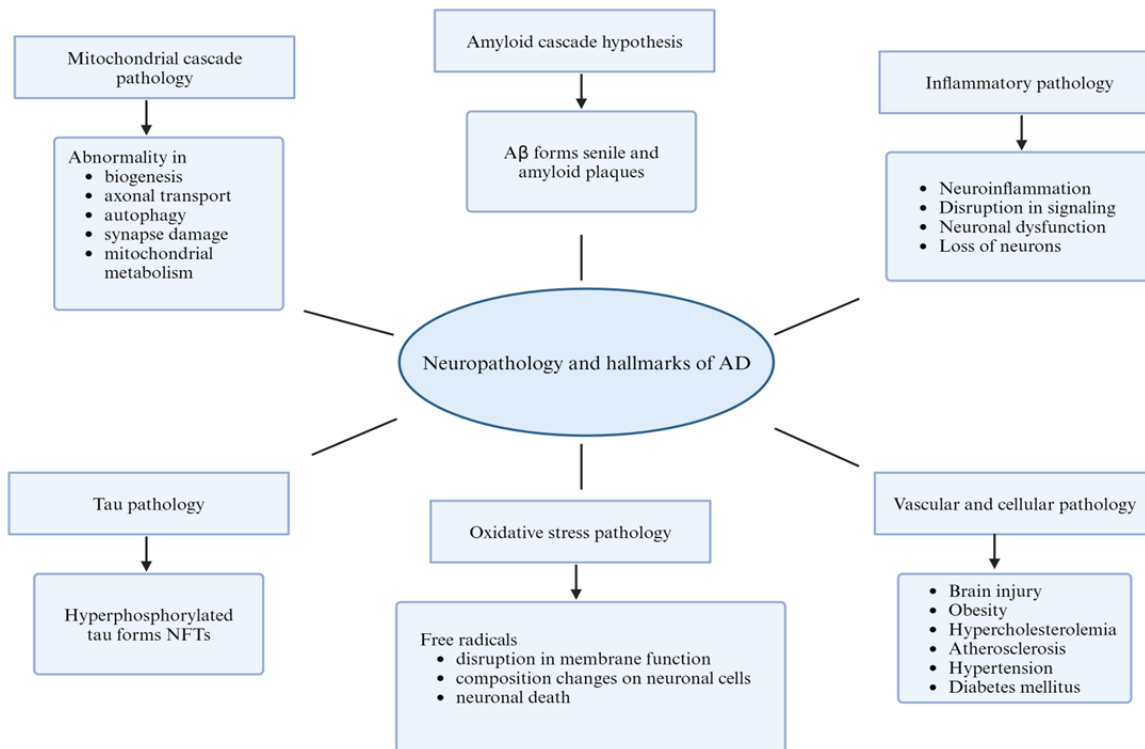 Mitochondrial cascade
pathology
Abnormality in
• biogenesis
• axonal transport
• autophagy
• synapse damage
• mitochondrial
metabolism
Amyloid cascade hypothesis
Aβ forms senile and
amyloid plaques
Inflammatory pathology
• Neuroinflammation
• Disruption in signaling
• Neuronal dysfunction
• Loss of neurons
Neuropathology and hallmarks of AD
Tau pathology
Hyperphosphorylated
tau forms NFTs
Oxidative stress pathology
Free radicals
• disruption in membrane function
• composition changes on neuronal cells
• neuronal death
Vascular and cellular pathology
• Brain injury
• Obesity
• Hypercholesterolemia
• Atherosclerosis
• Hypertension
• Diabetes mellitus